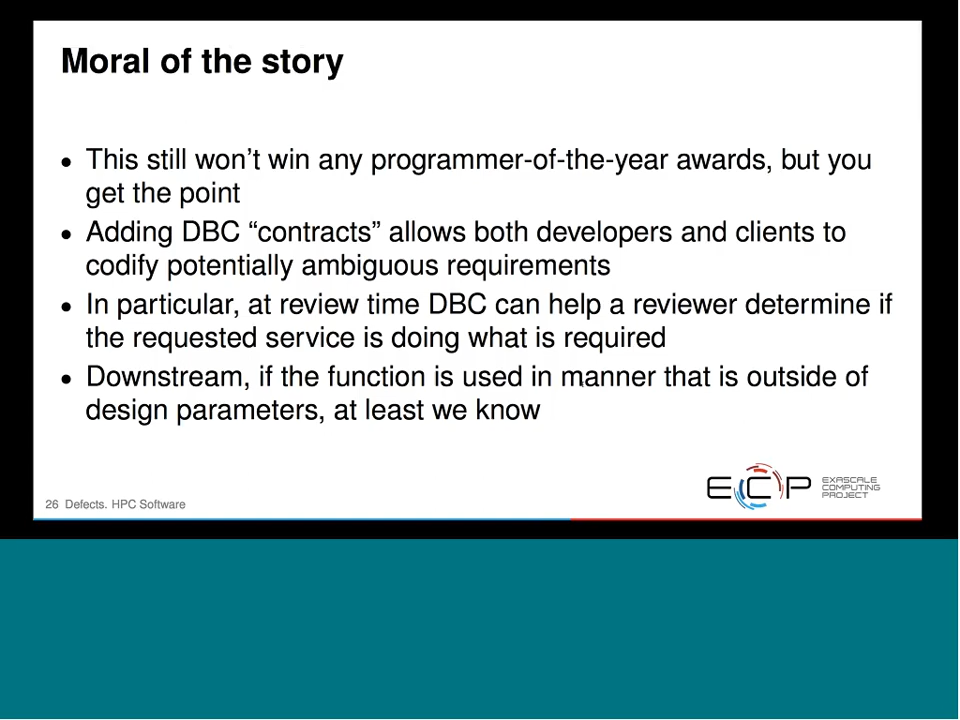 Moral of the story
• This still won’t win any programmer-of-the-year awards, but you
get the point
• Adding DBC “contracts” allows both developers and clients to
codify potentially ambiguous requirements
• In particular, at review time DBC can help a reviewer determine if
the requested service is doing what is required
• Downstream, if the function is used in manner that is outside of
design parameters, at least we know
26 Defects. HPC Software
ECP
EXASCALE
COMPUTING
PROJECT